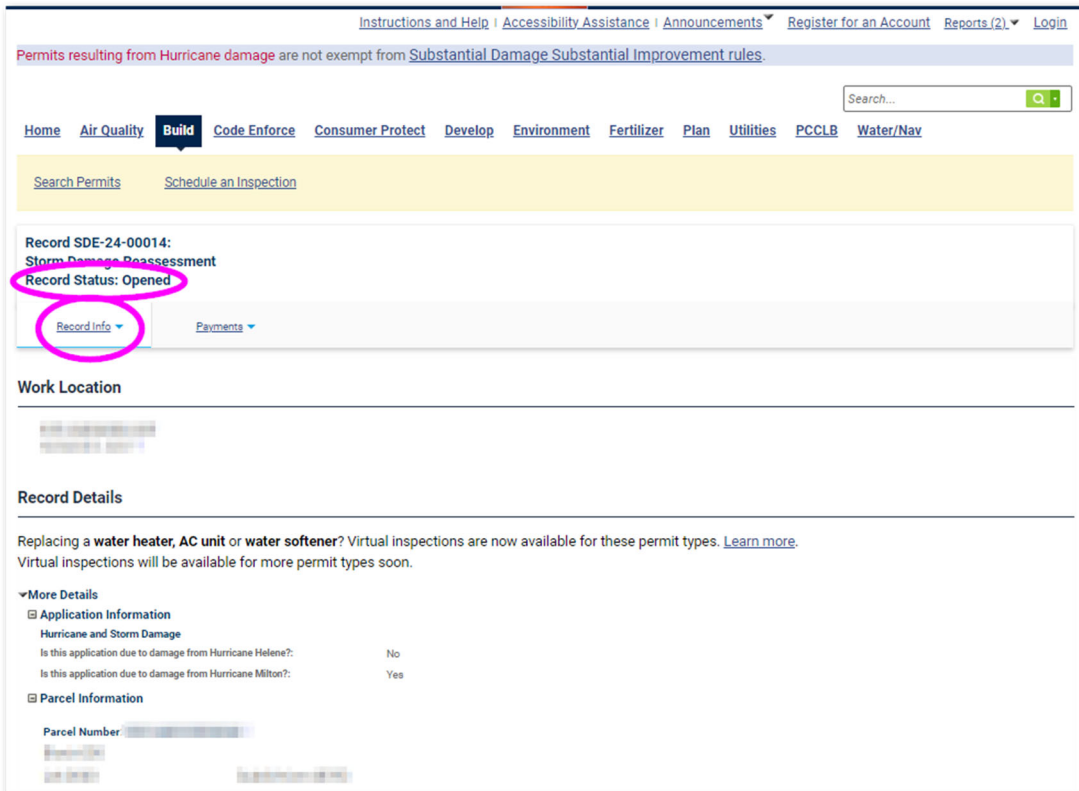 Instructions and Help | Accessibility Assistance | Announcements Register for an Account Reports (2) Login
Permits resulting from Hurricane damage are not exempt from Substantial Damage Substantial Improvement rules.
Search...
Home Air Quality Build Code Enforce Consumer Protect Develop Environment Fertilizer Plan Utilities PCCLB Water/Nav
Search Permits Schedule an Inspection
Record SDE-24-00014:
Storm Damage Reassessment
Record Status: Opened
Record Info Payments
Work Location
Record Details
Replacing a water heater, AC unit or water softener? Virtual inspections are now available for these permit types. Learn more.
Virtual inspections will be available for more permit types soon.
More Details
Application Information
Hurricane and Storm Damage
Is this application due to damage from Hurricane Helene?: No
Is this application due to damage from Hurricane Milton?: Yes
Parcel Information
Parcel Number: